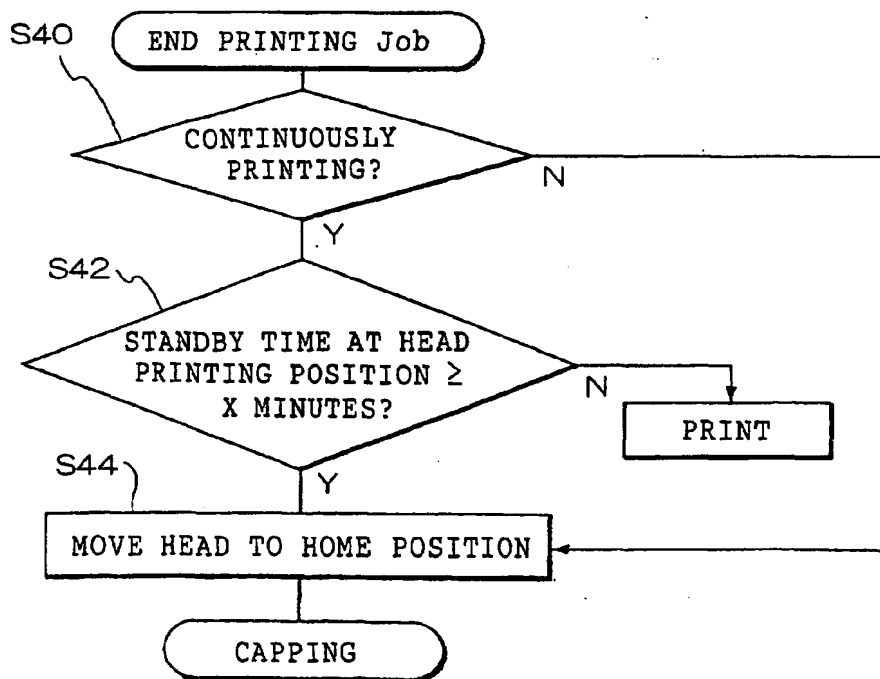 S40
END PRINTING Job
CONTINUOUSLY
PRINTING?
N
Y
S42
STANDBY TIME AT HEAD
PRINTING POSITION ≥
X MINUTES?
N
PRINT
Y
S44
MOVE HEAD TO HOME POSITION
CAPPING